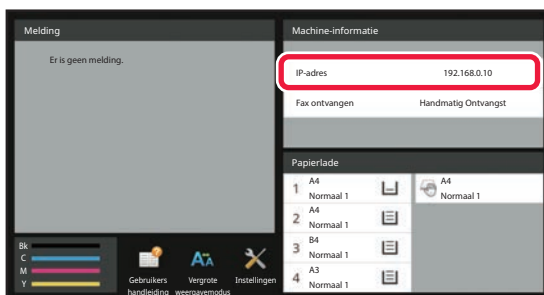 Melding
Er is geen melding.
Machine-informatie
IP-adres 192.168.0.10
Fax ontvangen Handmatig Ontvangst
Papierlade
1 A4
Normaal 1
A4
Normaal 1
2 A4
Normaal 1
3 B4
Normaal 1
4 A3
Normaal 1
Bk
C
M
Y
Gebruikers
handleiding
Vergrote
weergavemodus
Instellingen